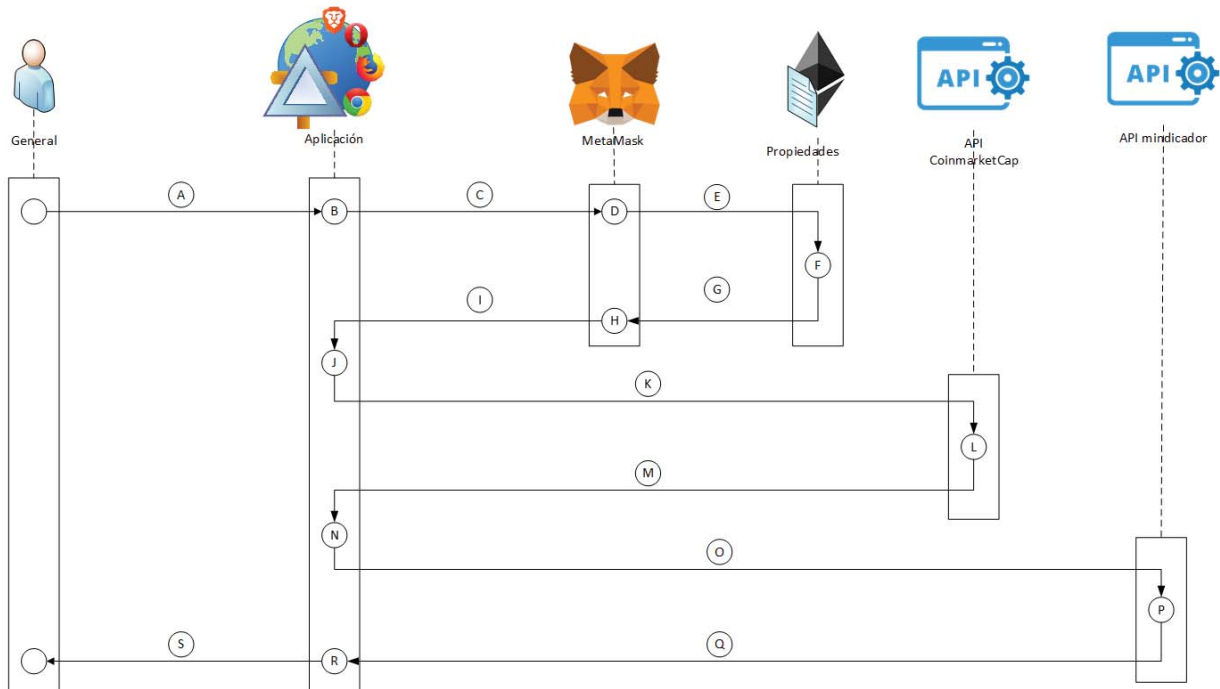 API
API
General
Aplicación
MetaMask
Propiedades
API
CoinmarketCap
API mindicador
A
B
C
D
E
F
G
H
I
J
K
L
M
N
O
P
Q
R
S